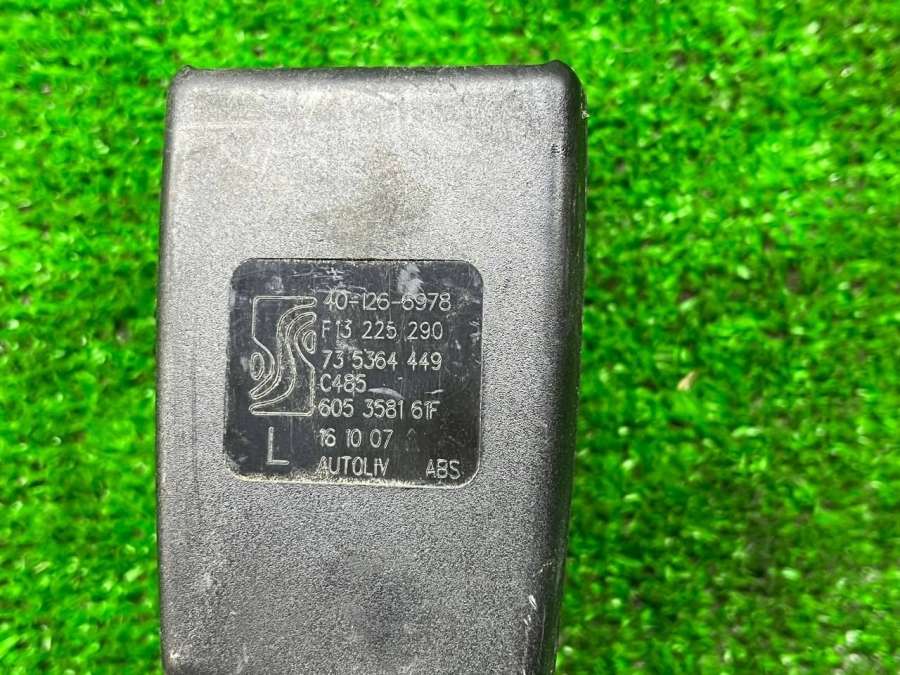 40-126-6978
F13 225 290
73 5364 449
C485
605 3581 61F
L 16 10 07
AUTOLIV ABS